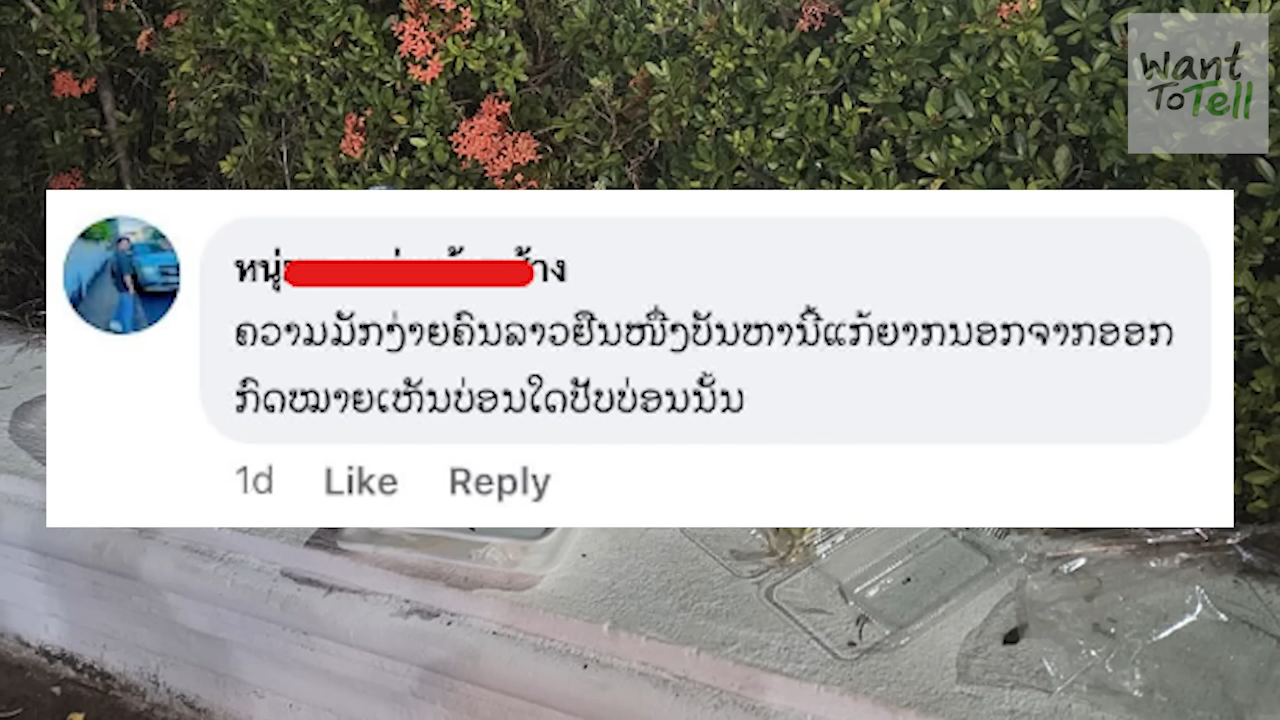 Want
ToTell
ຄວາມມັກງ່າຍຄົນລາວຢືນໜຶ່ງບັນຫານີ້ແກ້ຍາກນອກຈາກອອກ
ກົດໝາຍເຫັນບ່ອນໃດປັບບ່ອນນັ້ນ
1d Like Reply